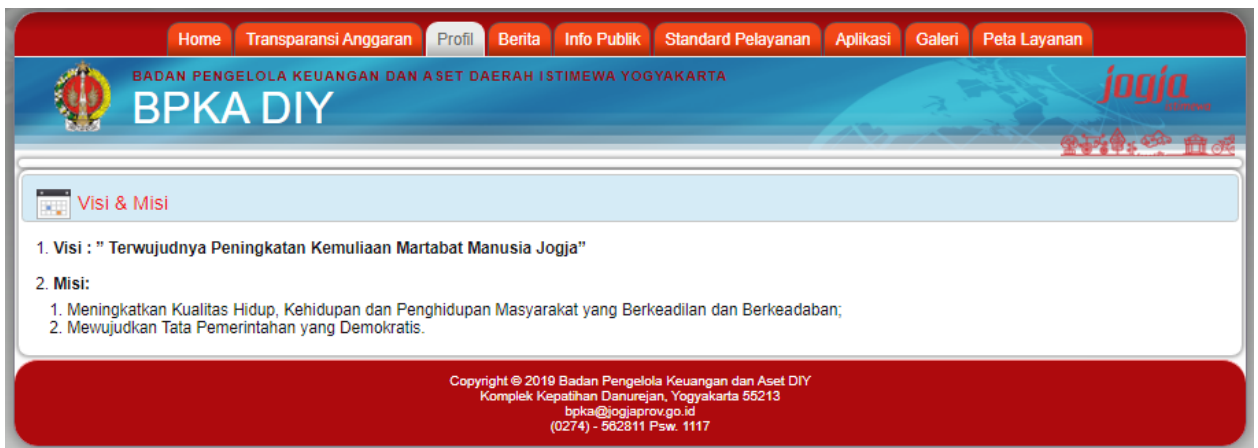 Home Transparansi Anggaran Profil Berita Info Publik Standard Pelayanan Aplikasi Galeri Peta Layanan
BADAN PENGELOLA KEUANGAN DAN ASET DAERAH ISTIMEWA YOGYAKARTA
BPKA DIY
jogja
Visi & Misi
1. Visi : ” Terwujudnya Peningkatan Kemuliaan Martabat Manusia Jogja”
2. Misi:
1. Meningkatkan Kualitas Hidup, Kehidupan dan Penghidupan Masyarakat yang Berkeadilan dan Berkeadaban;
2. Mewujudkan Tata Pemerintahan yang Demokratis.
Copyright © 2019 Badan Pengelola Keuangan dan Aset DIY
Komplek Kepatihan Danurejan, Yogyakarta 55213
bpka@jogjaprov.go.id
(0274) - 562811 Psw. 1117